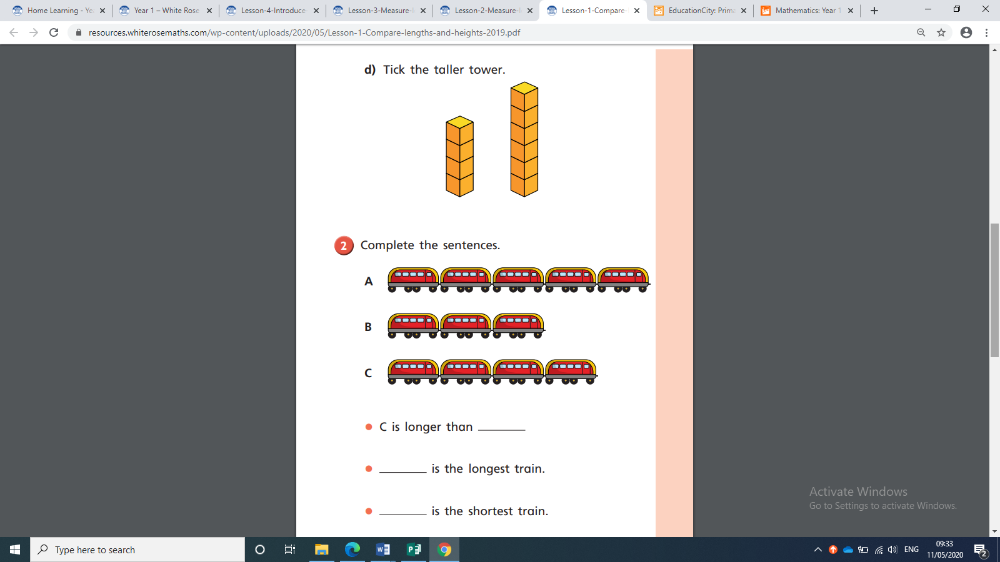 Home Learning - Ye
Year 1 – White Rose
Lesson-4-Introduce-
Lesson-3-Measure-l
Lesson-2-Measure-l
Lesson-1-Compare-
EducationCity: Prima
Mathematics: Year 1
resources.whiterosemaths.com/wp-content/uploads/2020/05/Lesson-1-Compare-lengths-and-heights-2019.pdf
d) Tick the taller tower.
2 Complete the sentences.
A
B
C
C is longer than ______
______ is the longest train.
______ is the shortest train.
Activate Windows
Go to Settings to activate Windows.
Type here to search
ENG
09:33
11/05/2020
2